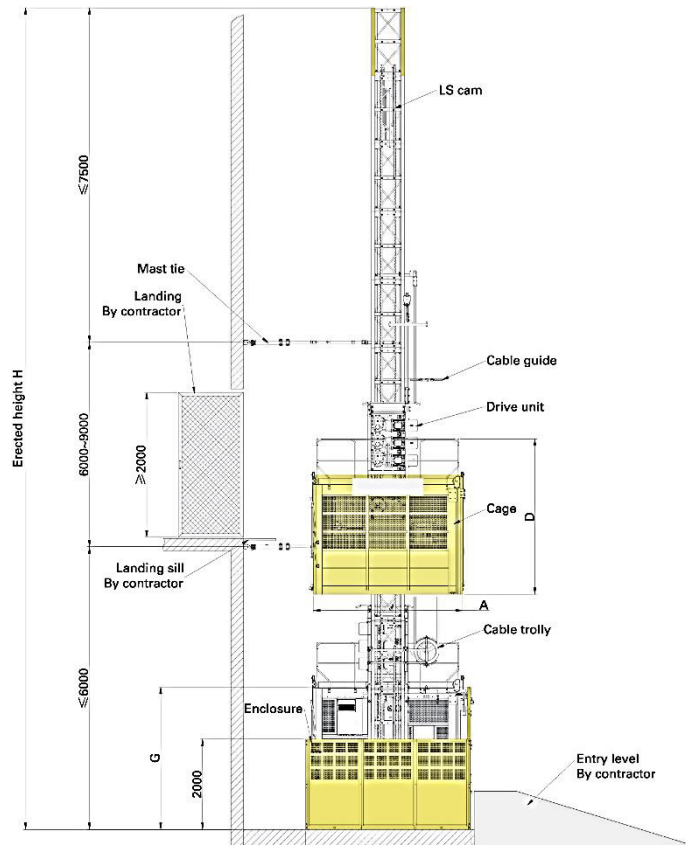 LS cam
≤7500
Mast tie
Landing
By contractor
Cable guide
Drive unit
Erected height H
6000~9000
≥2000
Cage
D
Landing sill
By contractor
A
Cable trolly
≤6000
Enclosure
G
2000
Entry level
By contractor